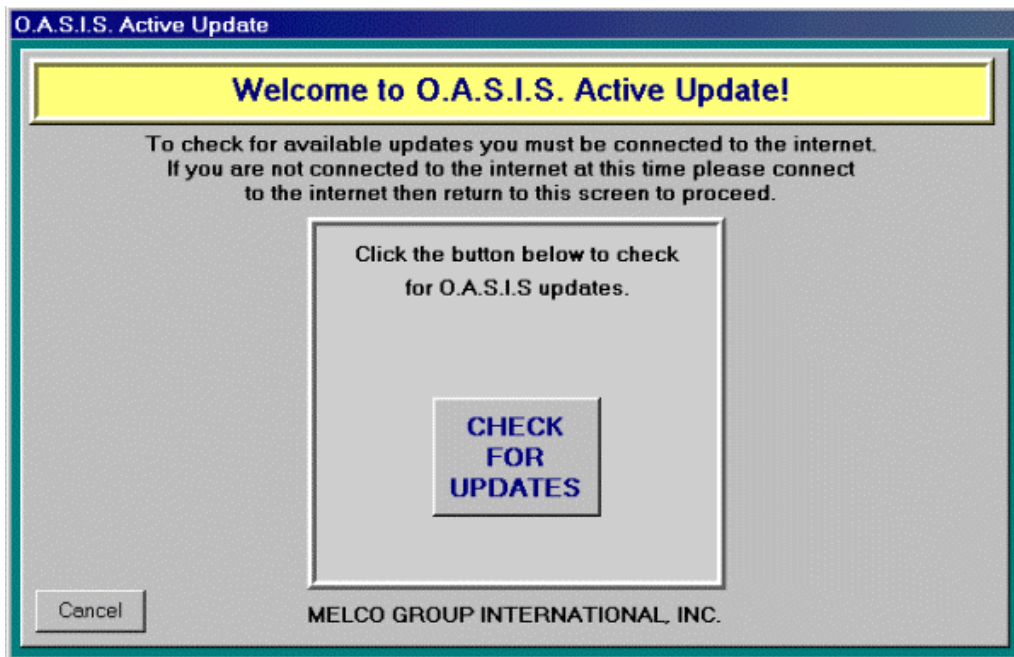 O.A.S.I.S. Active Update
Welcome to O.A.S.I.S. Active Update!
To check for available updates you must be connected to the internet.
If you are not connected to the internet at this time please connect
to the internet then return to this screen to proceed.
Click the button below to check
for O.A.S.I.S updates.
CHECK
FOR
UPDATES
Cancel
MELCO GROUP INTERNATIONAL, INC.